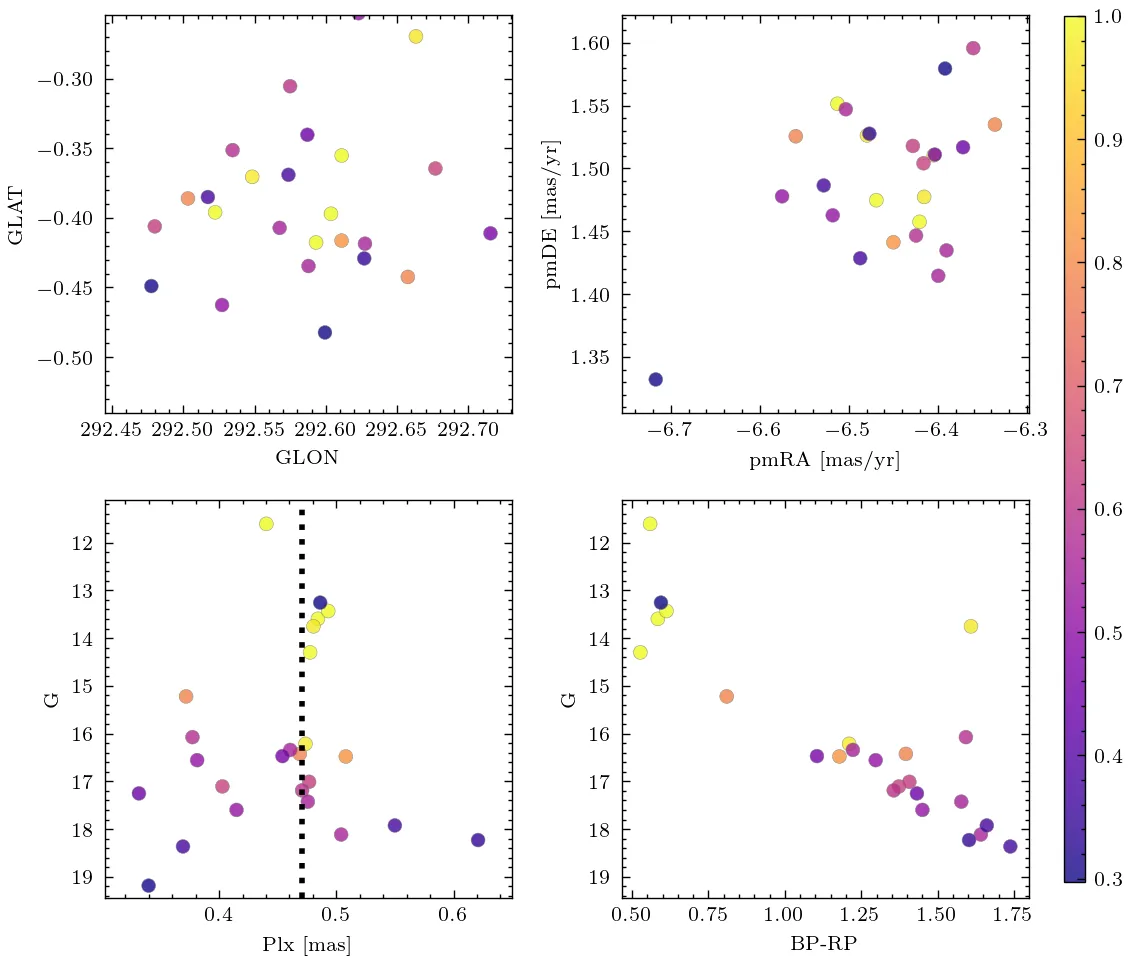 −0.30
−0.35
−0.40
−0.45
−0.50
GLAT
292.45 292.50 292.55 292.60 292.65 292.70
GLON
1.60
1.55
1.50
1.45
1.40
1.35
pmDE [mas/yr]
−6.7 −6.6 −6.5 −6.4 −6.3
pmRA [mas/yr]
12
13
14
15
16
17
18
19
G
0.4 0.5 0.6
Plx [mas]
12
13
14
15
16
17
18
19
G
0.50 0.75 1.00 1.25 1.50 1.75
BP-RP
1.0
0.9
0.8
0.7
0.6
0.5
0.4
0.3